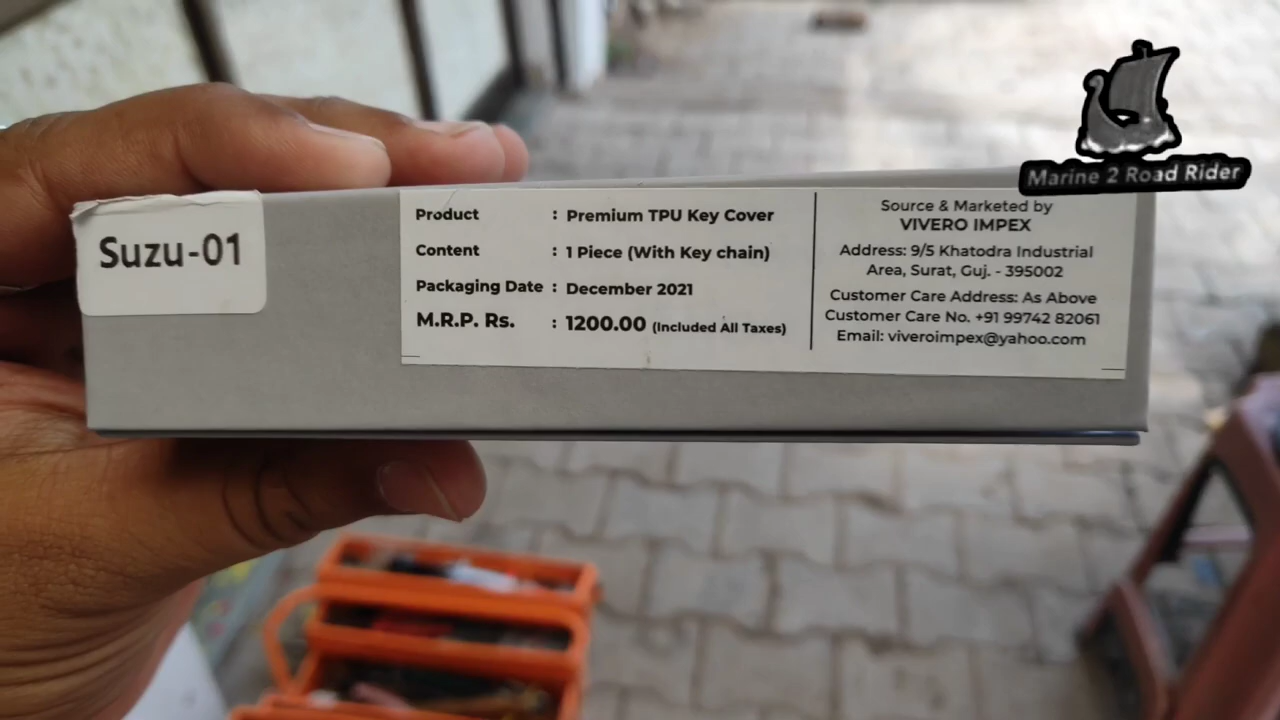 Marine 2 Road Rider
Suzu-01
Product : Premium TPU Key Cover
Content : 1 Piece (With Key chain)
Packaging Date : December 2021
M.R.P. Rs. : 1200.00 (Included All Taxes)
Source & Marketed by
VIVERO IMPEX
Address: 9/5 Khatodra Industrial
Area, Surat, Guj. - 395002
Customer Care Address: As Above
Customer Care No. +91 99742 82061
Email: viveroimpex@yahoo.com